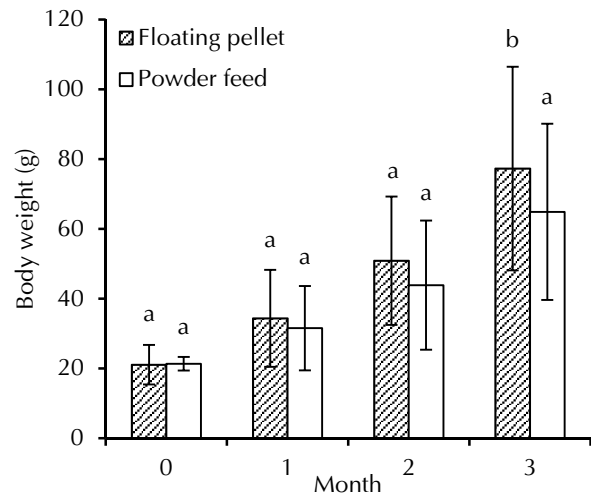 120
100
80
60
40
20
0
Body weight (g)
Floating pellet
Powder feed
a a
a a
a a
b a
0 1 2 3
Month